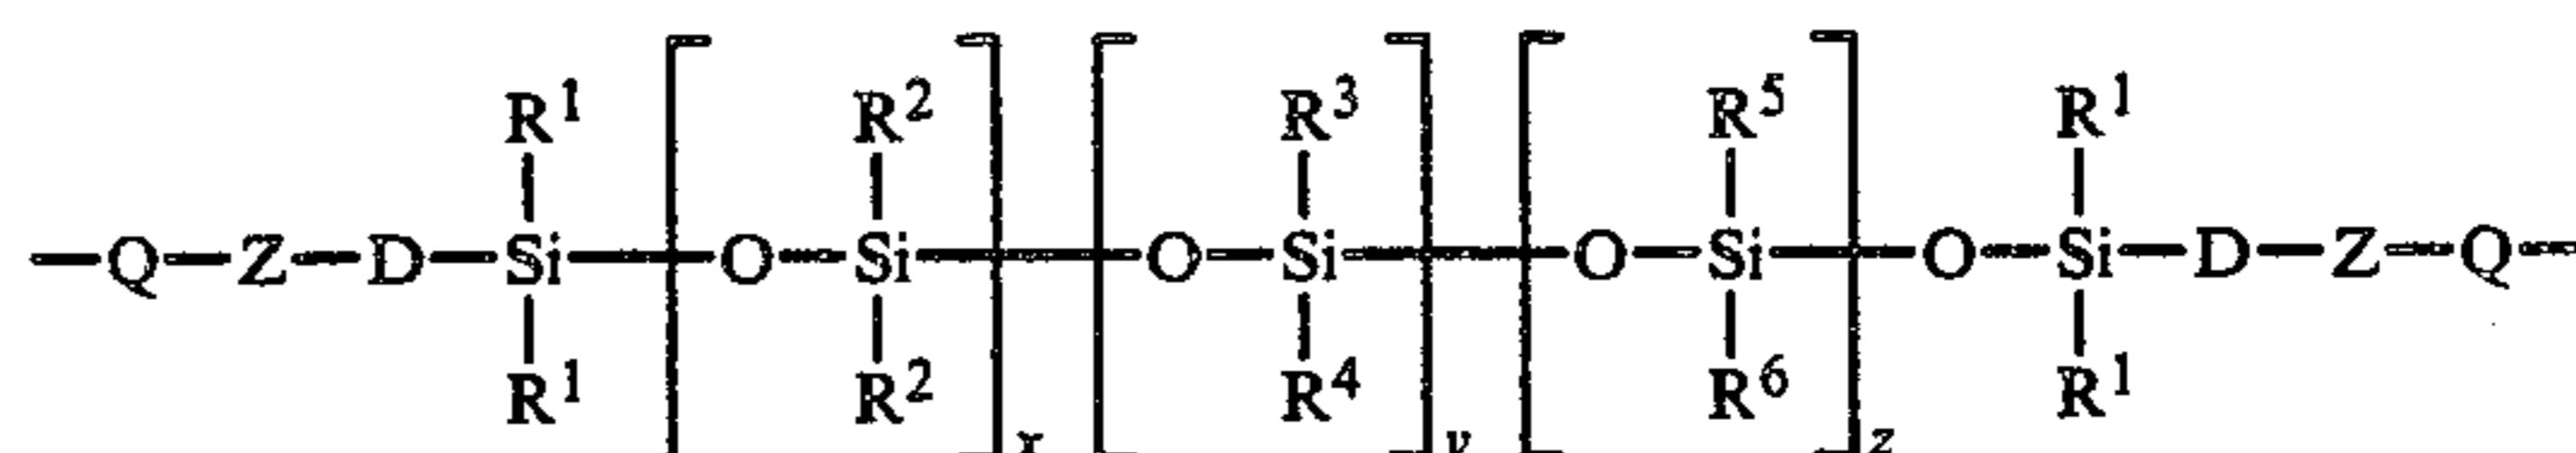 R¹ R² R³ R⁵ R¹
—Q—Z—D—Si—[O—Si—]x[O—Si—]y[O—Si—]z O—Si—D—Z—Q—
R¹ R² R⁴ R⁶ R¹